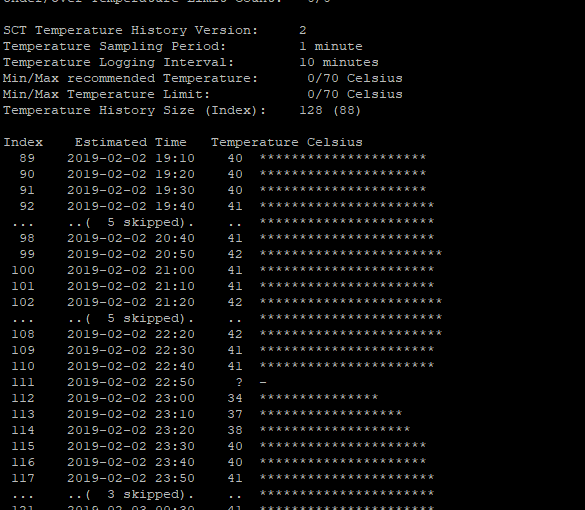 Under/Over Temperature Limit Count:   0/0
SCT Temperature History Version:     2
Temperature Sampling Period:         1 minute
Temperature Logging Interval:        10 minutes
Min/Max recommended Temperature:      0/70 Celsius
Min/Max Temperature Limit:            0/70 Celsius
Temperature History Size (Index):    128 (88)
Index    Estimated Time   Temperature Celsius
  89    2019-02-02 19:10    40  *********************
  90    2019-02-02 19:20    40  *********************
  91    2019-02-02 19:30    40  *********************
  92    2019-02-02 19:40    41  **********************
 ...    ..(  5 skipped).    ..  **********************
  98    2019-02-02 20:40    41  **********************
  99    2019-02-02 20:50    42  ***********************
 100    2019-02-02 21:00    41  **********************
 101    2019-02-02 21:10    41  **********************
 102    2019-02-02 21:20    42  ***********************
 ...    ..(  5 skipped).    ..  ***********************
 108    2019-02-02 22:20    42  ***********************
 109    2019-02-02 22:30    41  **********************
 110    2019-02-02 22:40    41  **********************
 111    2019-02-02 22:50     ?  -
 112    2019-02-02 23:00    34  ***************
 113    2019-02-02 23:10    37  ******************
 114    2019-02-02 23:20    38  *******************
 115    2019-02-02 23:30    40  *********************
 116    2019-02-02 23:40    40  *********************
 117    2019-02-02 23:50    41  **********************
 ...    ..(  3 skipped).    ..  **********************
 121    2019-02-03 00:30    41  **********************